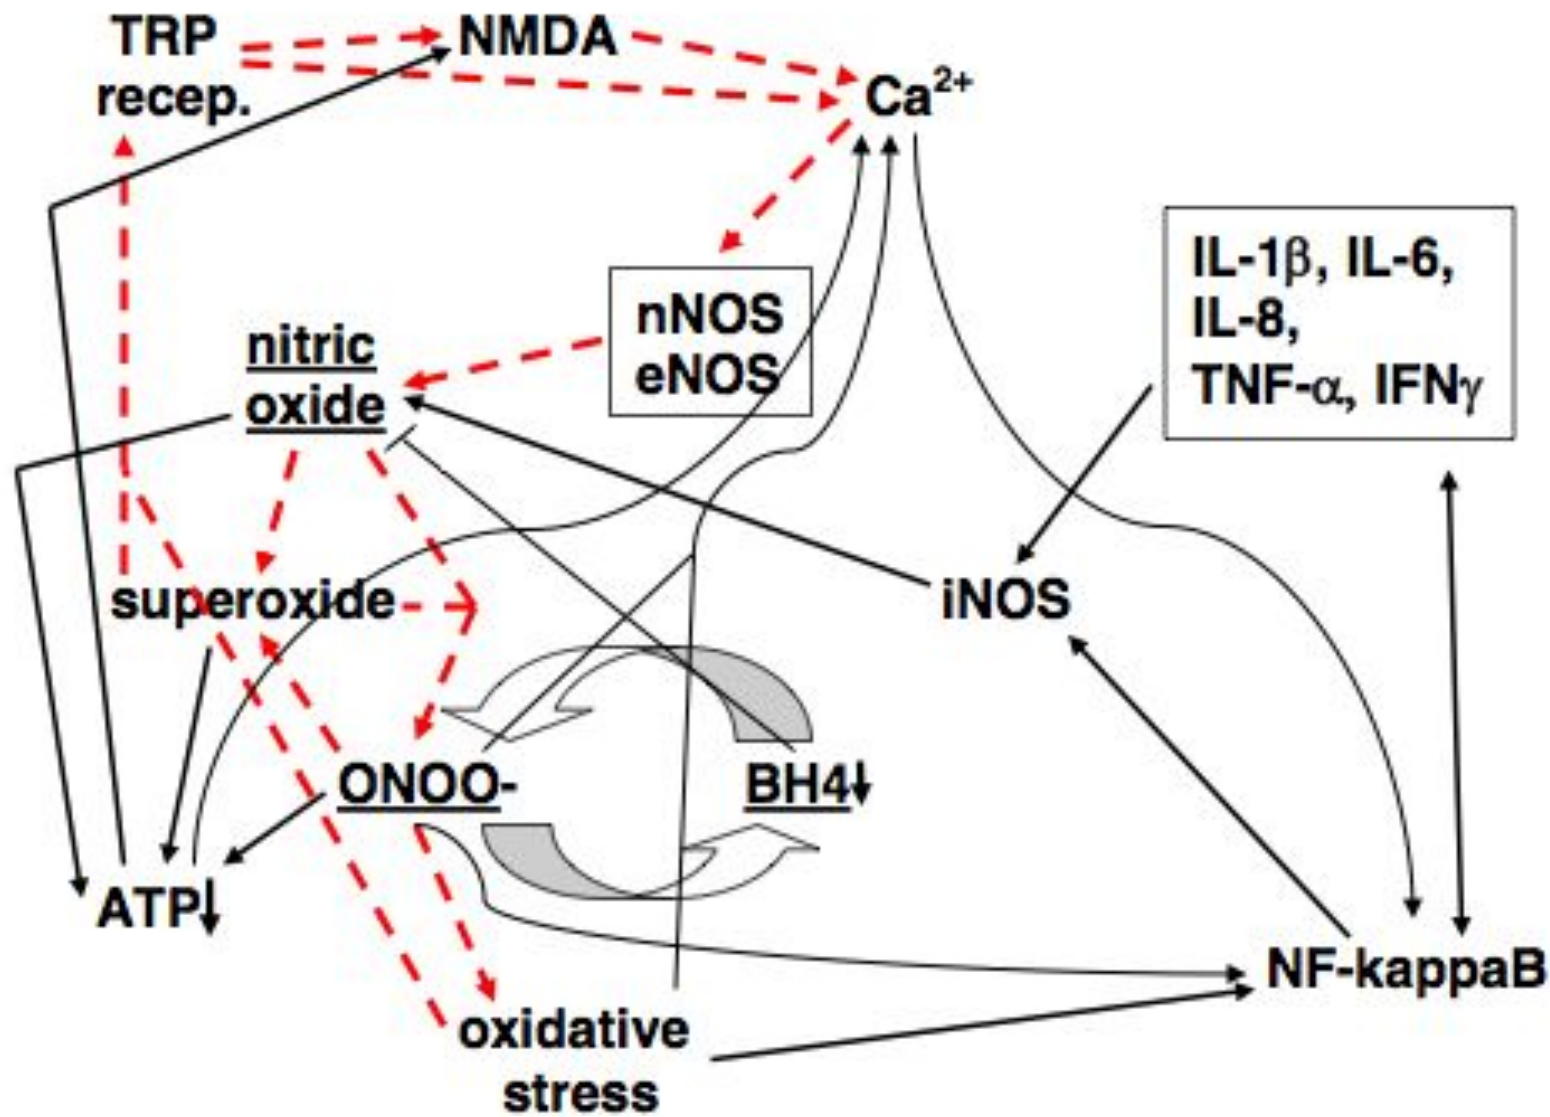 TRP
recep.
NMDA
Ca²⁺
IL-1β, IL-6,
IL-8,
TNF-α, IFNγ
nNOS
eNOS
nitric
oxide
superoxide
iNOS
ONOO-
BH4↓
ATP↓
NF-kappaB
oxidative
stress